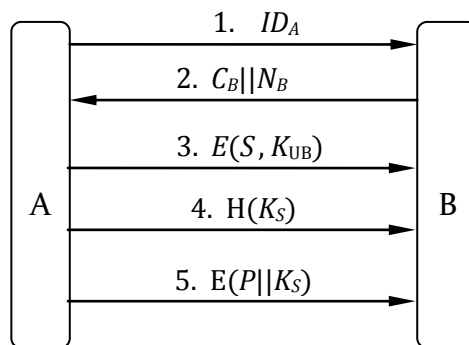 1. ID_A
2. C_B||N_B
3. E(S, K_UB)
A
B
4. H(K_S)
5. E(P||K_S)